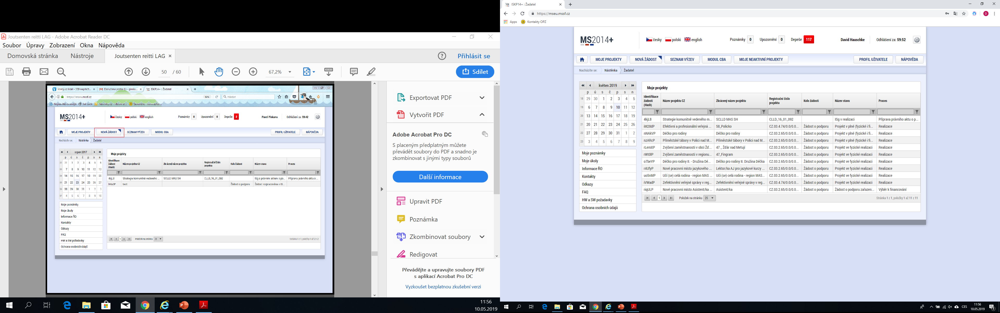 Joutsenten reitti LAG - Adobe Acrobat Reader DC
Soubor Úpravy Zobrazení Okna Nápověda
Domovská stránka Nástroje Joutsenten reitti LAG Přihlásit se
50 / 60 67,2% Sdílet
Volný.cz Mail - 339 nepřečt... Doručená pošta (1) - pinka... ISKP14+ : Žadatel
https://mseu.mssf.cz 90% Hledat
Nejnavštěvovanější Jak začít Novinky.cz - Hlavní st...
MS2014+ česky polski english Poznámky 0 Upozornění 0 Depeše 2 Pavel Pinkava Odhlášení za: 59:42
MOJE PROJEKTY NOVÁ ŽÁDOST SEZNAM VÝZEV MODUL CBA PROFIL UŽIVATELE NÁPOVĚDA
Nacházíte se: Nástěnka Žadatel
srpen 2017
p ú s č p s n
32 31 1 2 3 4 5 6
33 7 8 9 10 11 12 13
34 14 15 16 17 18 19 20
35 21 22 23 24 25 26 27
36 28 29 30 31 1 2 3
37 4 5 6 7 8 9 10
Moje poznámky
Moje úkoly
Informace ŘO
Kontakty
Odkazy
FAQ
HW a SW požadavky
Ochrana osobních údajů
Moje projekty
Identifikace žádosti (Hash) Název projektu CZ Zkrácený název projektu Registrační číslo projektu Kolo žádosti Název stavu Proces
4kjL8 Strategie komunitně vedeného ... SCLLD MAS SH CLLD_16_01_092 ISg s právním aktem o po... Příprava právního aktu o ...
test Žádost o podporu Žádost rozpracována v IS...
1 Položek na stránku 25 Stránka 1 z 1, položky 1 až 2 z 2
Exportovat PDF
Vytvořit PDF
Adobe Acrobat Pro DC
S placeným předplatným můžete
převádět soubory do PDF a snadno je
zkombinovat s jinými typy souborů
Další informace
Upravit PDF
Poznámka
Zkombinovat soubory
Redigovat
Převádějte a upravujte soubory PDF
s aplikací Acrobat Pro DC
Vyzkoušet bezplatnou zkušební verzi
11:56
10.05.2019
ISKP14+ : Žadatel
https://mseu.mssf.cz
Apps Kontakty OPZ
MS2014+ česky polski english Poznámky 0 Upozornění 0 Depeše 117 David Hauschke Odhlášení za: 59:52
MOJE PROJEKTY NOVÁ ŽÁDOST SEZNAM VÝZEV MODUL CBA MOJE NEAKTIVNÍ PROJEKTY PROFIL UŽIVATELE NÁPOVĚDA
Nacházíte se: Nástěnka Žadatel
květen 2019
p ú s č p s n
18 29 30 1 2 3 4 5
19 6 7 8 9 10 11 12
20 13 14 15 16 17 18 19
21 20 21 22 23 24 25 26
22 27 28 29 30 31 1 2
23 3 4 5 6 7 8 9
Moje poznámky
Moje úkoly
Informace ŘO
Kontakty
Odkazy
FAQ
HW a SW požadavky
Ochrana osobních údajů
Moje projekty
Identifikace žádosti (Hash) Název projektu CZ Zkrácený název projektu Registrační číslo projektu Kolo žádosti Název stavu Proces
4kjL8 Strategie komunitně vedeného m... SCLLD MAS SH CLLD_16_01_092 ISg v realizaci Příprava právního aktu o p...
iM28dP Efektivní a profesionální veřejná ... 58_Policko CZ.03.4.74/0.0/0.0... Žádost o podporu Projekt v plné (fyzické i fi... Realizace
nNAkVP Déčko pro rodiny Déčko pro rodiny CZ.03.2.65/0.0/0.0... Žádost o podporu Projekt v plné (fyzické i fi... Realizace
nzARcP Příměstské tábory v Polici nad M... Příměstské tábory v Polici nad M... CZ.03.2.65/0.0/0.0... Žádost o podporu Projekt v plné (fyzické i fi... Realizace
rLemXP Zvýšení zaměstnanosti v obci Žď... 47 _ Žďár nad Metují CZ.03.2.65/0.0/0.0... Žádost o podporu Projekt ve fyzické realizaci Realizace
rWt0lP Zvýšení zaměstnanosti v regionu... 47_Fingram CZ.03.2.65/0.0/0.0... Žádost o podporu Projekt ve fyzické realizaci Realizace
o7beYP Déčko pro rodiny II. - Družina Dé... Déčko pro rodiny II. Družina Déčka CZ.03.2.65/0.0/0.0... Žádost o podporu Projekt ve fyzické realizaci Realizace
r4UfyP Nové pracovní místo jazykového ... Lektor/ka AJ pro jazykové kurzy ... CZ.03.2.65/0.0/0.0... Žádost o podporu Projekt ve fyzické realizaci Realizace
uo5nMP Učí (se) celá rodina - region MAS ... Učí (se) celá rodina - region MAS... CZ.03.2.65/0.0/0.0... Žádost o podporu Projekt ve fyzické realizaci Realizace
iVWadP Zefektivnění veřejné správy v reg... Zefektivnění veřejné správy v reg... CZ.03.4.74/0.0/0.0... Žádost o podporu Projekt ve fyzické realizaci Realizace
riqULP Nové pracovní místo Asistent/ka ... Asistent/ka CZ.03.2.65/0.0/0.0... Žádost o podporu Žádost o podporu zařazen... Výběr k financování
1 Položek na stránku 25 Stránka 1 z 1, položky 1 až 11 z 11
CES 11:56
10.05.2019